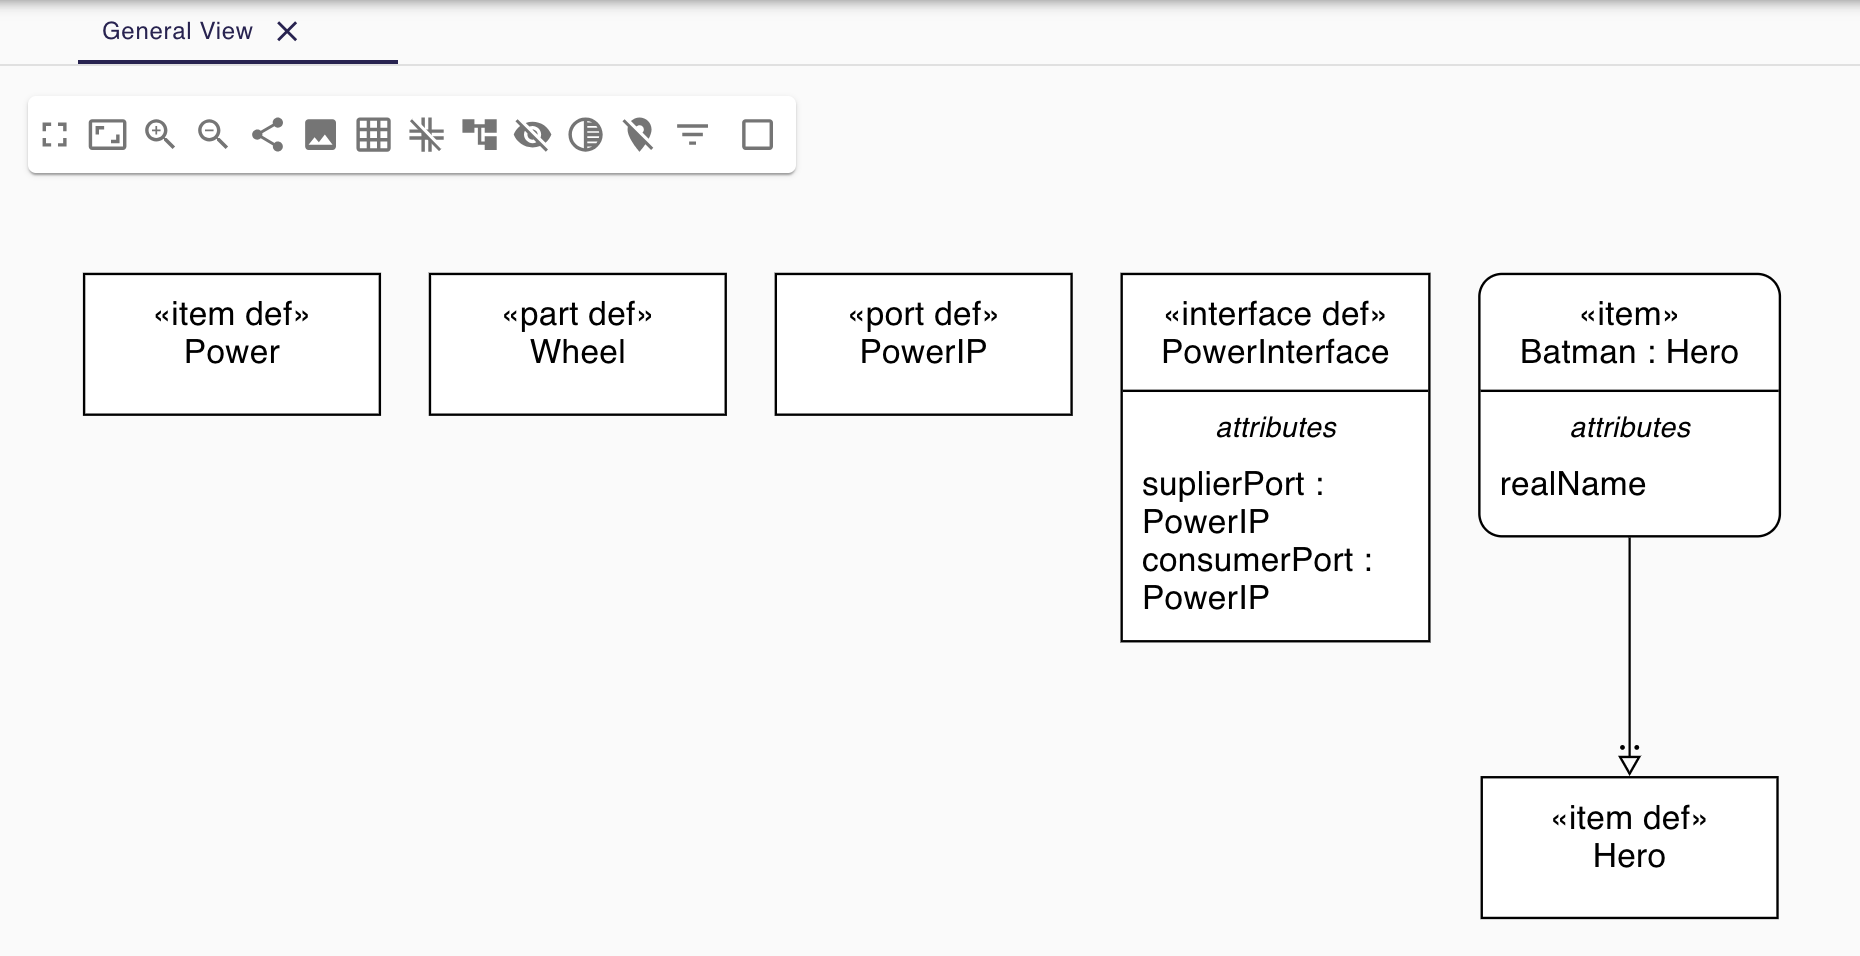 General View
«item def»
Power
«part def»
Wheel
«port def»
PowerIP
«interface def»
PowerInterface
attributes
suplierPort :
PowerIP
consumerPort :
PowerIP
«item»
Batman : Hero
attributes
realName
«item def»
Hero